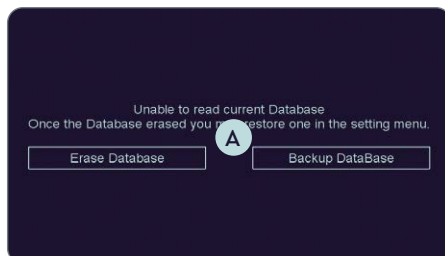 Unable to read current Database
Once the Database erased you m restore one in the setting menu.
A
Erase Database
Backup DataBase